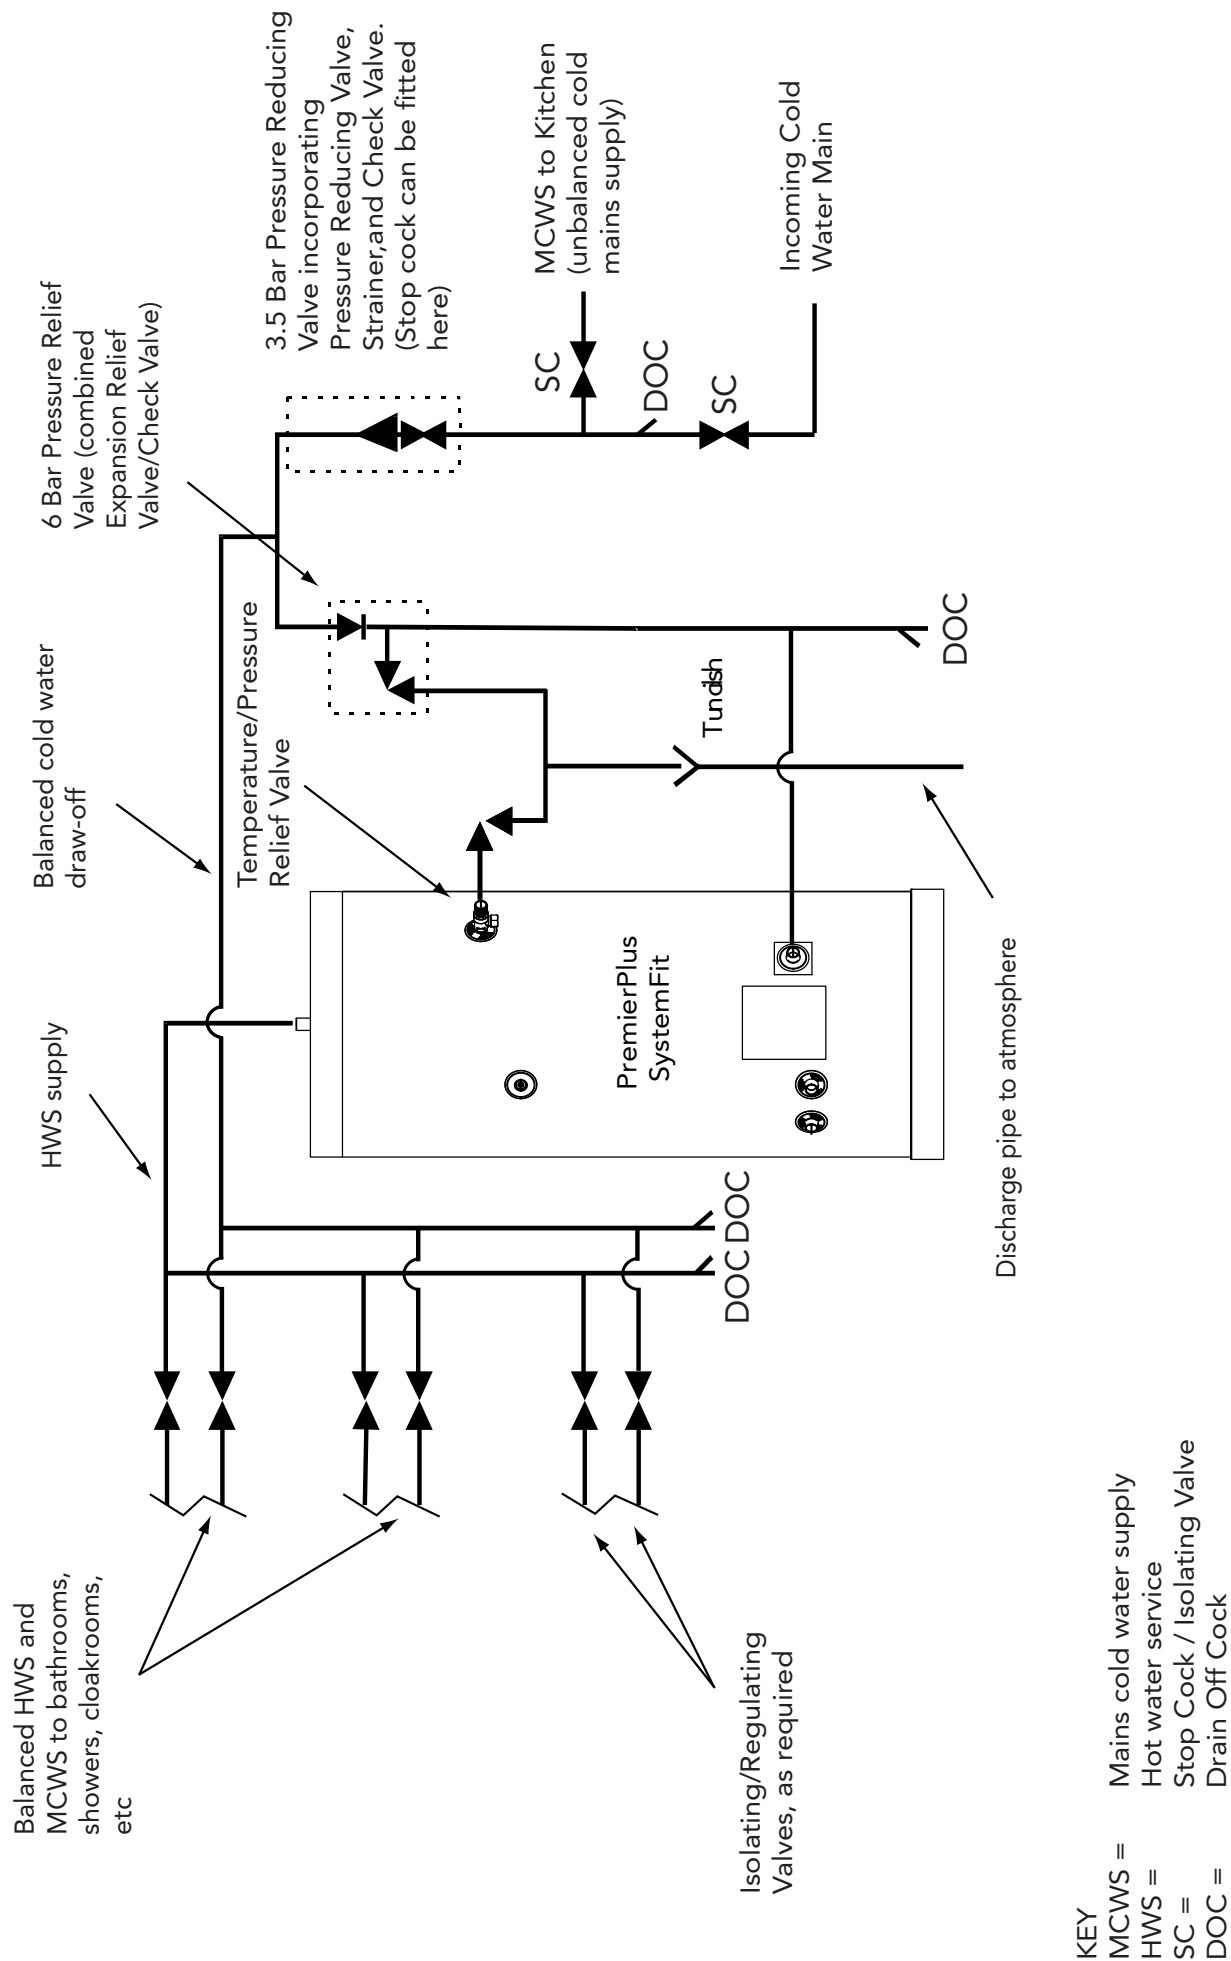 Balanced HWS and
MCWS to bathrooms,
showers, cloakrooms,
etc
HWS supply
Balanced cold water
draw-off
6 Bar Pressure Relief
Valve (combined
Expansion Relief
Valve/Check Valve)
3.5 Bar Pressure Reducing
Valve incorporating
Pressure Reducing Valve,
Strainer,and Check Valve.
(Stop cock can be fitted
here)
Temperature/Pressure
Relief Valve
SC
MCWS to Kitchen
(unbalanced cold
mains supply)
DOC
SC
Incoming Cold
Water Main
PremierPlus
SystemFit
Tundish
DOC
DOC
DOC
Isolating/Regulating
Valves, as required
Discharge pipe to atmosphere
KEY
MCWS = Mains cold water supply
HWS = Hot water service
SC = Stop Cock / Isolating Valve
DOC = Drain Off Cock